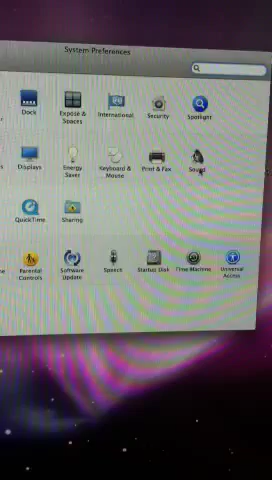 System Preferences
Dock
Exposé & Spaces
International
Security
Spotlight
Displays
Energy Saver
Keyboard & Mouse
Print & Fax
Sound
QuickTime
Sharing
Parental Controls
Software Update
Speech
Startup Disk
Time Machine
Universal Access